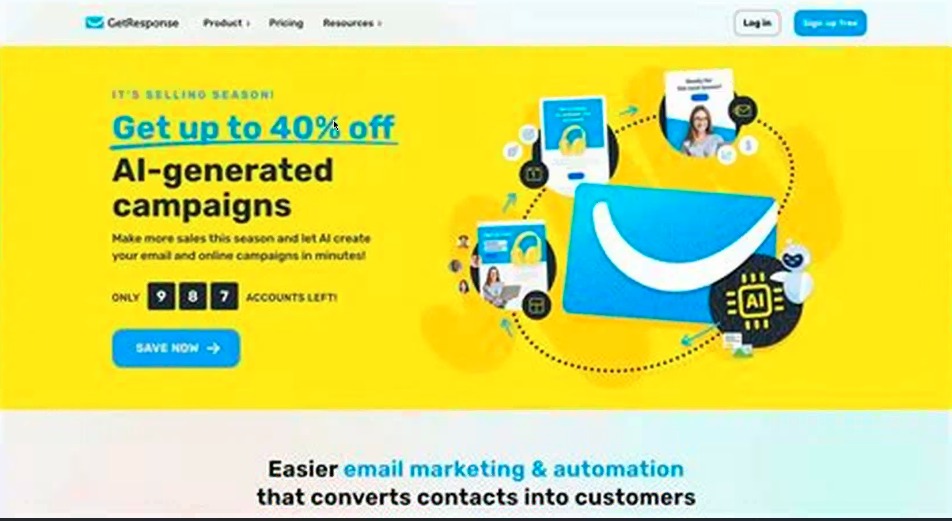 GetResponse
Product
Pricing
Resources
Log in
Sign up free
IT'S SELLING SEASON!
Get up to 40% off
AI-generated
campaigns
Make more sales this season and let AI create
your email and online campaigns in minutes!
ONLY 9 8 7 ACCOUNTS LEFT!
SAVE NOW →
Ready for
AI
Easier email marketing & automation
that converts contacts into customers